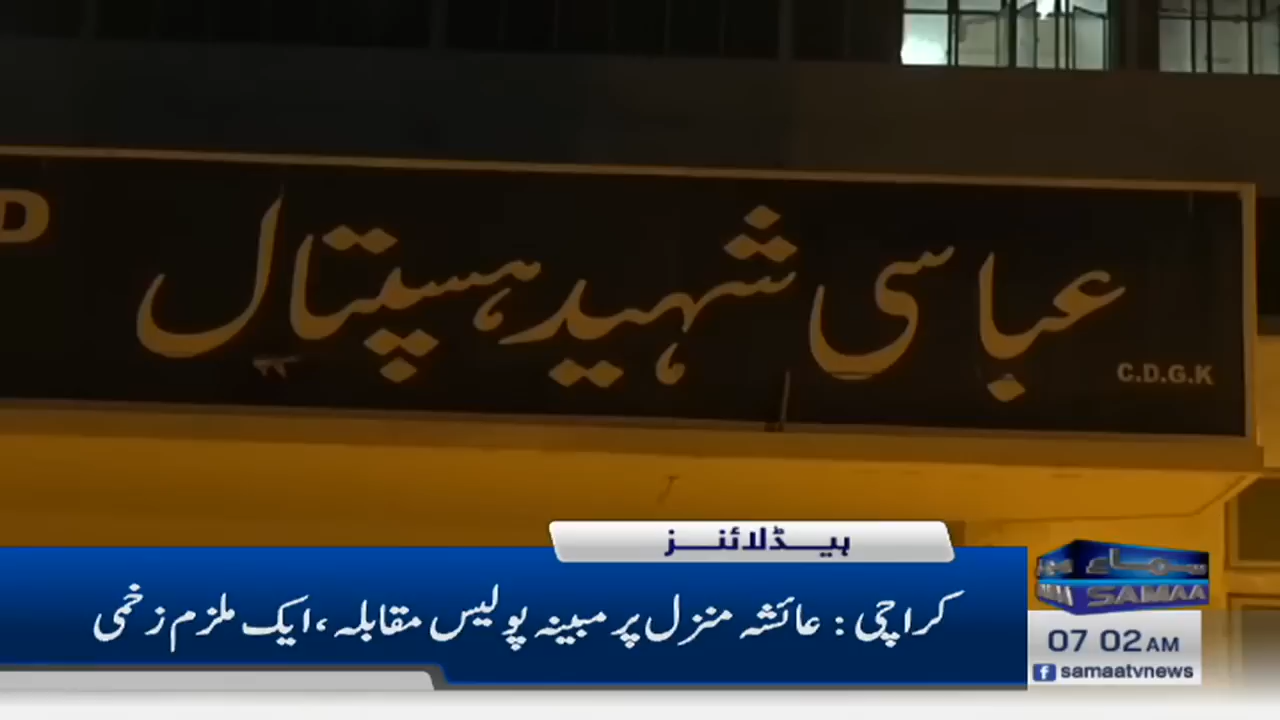 عباسی شہید ہسپتال
C.D.G.K
ہیڈلائنز
کراچی: عائشہ منزل پر مبینہ پولیس مقابلہ، ایک ملزم زخمی
سماء
SAMAA
07 02 AM
samaatvnews